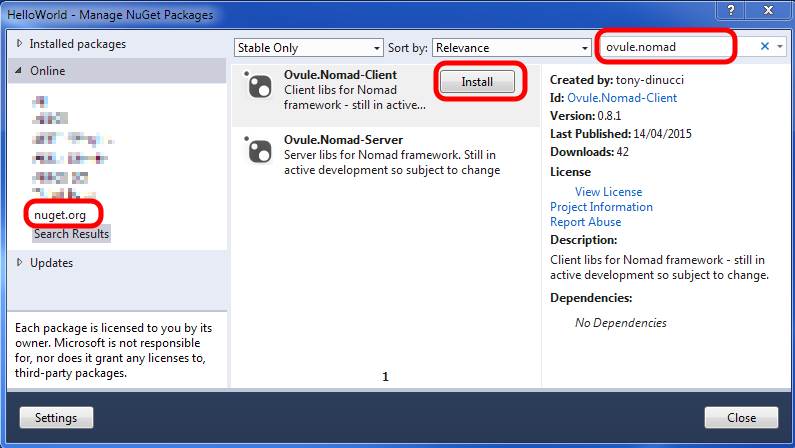 HelloWorld - Manage NuGet Packages
?
Installed packages
Online
nuget.org
Search Results
Updates
Each package is licensed to you by its
owner. Microsoft is not responsible
for, nor does it grant any licenses to,
third-party packages.
Stable Only
Sort by:
Relevance
Ovule.Nomad-Client
Client libs for Nomad
framework - still in active...
Install
Ovule.Nomad-Server
Server libs for Nomad framework. Still in
active development so subject to change
1
ovule.nomad
Created by: tony-dinucci
Id: Ovule.Nomad-Client
Version: 0.8.1
Last Published: 14/04/2015
Downloads: 42
License
View License
Project Information
Report Abuse
Description:
Client libs for Nomad framework - still in
active development so subject to change.
Dependencies:
No Dependencies
Settings
Close